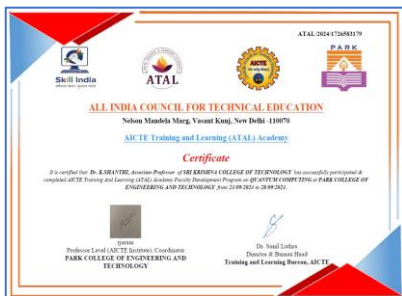 ATAL/2024/1726583179
Skill India
ATAL
AICTE
PARK
ALL INDIA COUNCIL FOR TECHNICAL EDUCATION
Nelson Mandela Marg, Vasant Kunj, New Delhi -110070
AICTE Training and Learning (ATAL) Academy
Certificate
It is certified that Dr. K.SHANTHI, Associate Professor of SRI KRISHNA COLLEGE OF TECHNOLOGY has successfully participated &
completed AICTE Training And Learning (ATAL) Academy Faculty Development Program on QUANTUM COMPUTING at PARK COLLEGE OF
ENGINEERING AND TECHNOLOGY from 23/09/2024 to 28/09/2024.
Professor Level (AICTE Institute), Coordinator
PARK COLLEGE OF ENGINEERING AND
TECHNOLOGY
Dr. Sunil Luthra
Director & Bureau Head
Training and Learning Bureau, AICTE